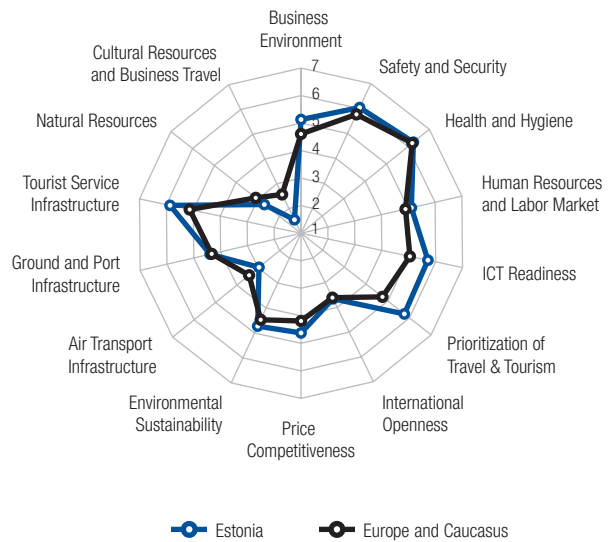 Business
Environment
Safety and Security
Health and Hygiene
Human Resources
and Labor Market
ICT Readiness
Prioritization of
Travel & Tourism
International
Openness
Price
Competitiveness
Environmental
Sustainability
Air Transport
Infrastructure
Ground and Port
Infrastructure
Tourist Service
Infrastructure
Natural Resources
Cultural Resources
and Business Travel
7
6
5
4
3
2
1
Estonia
Europe and Caucasus